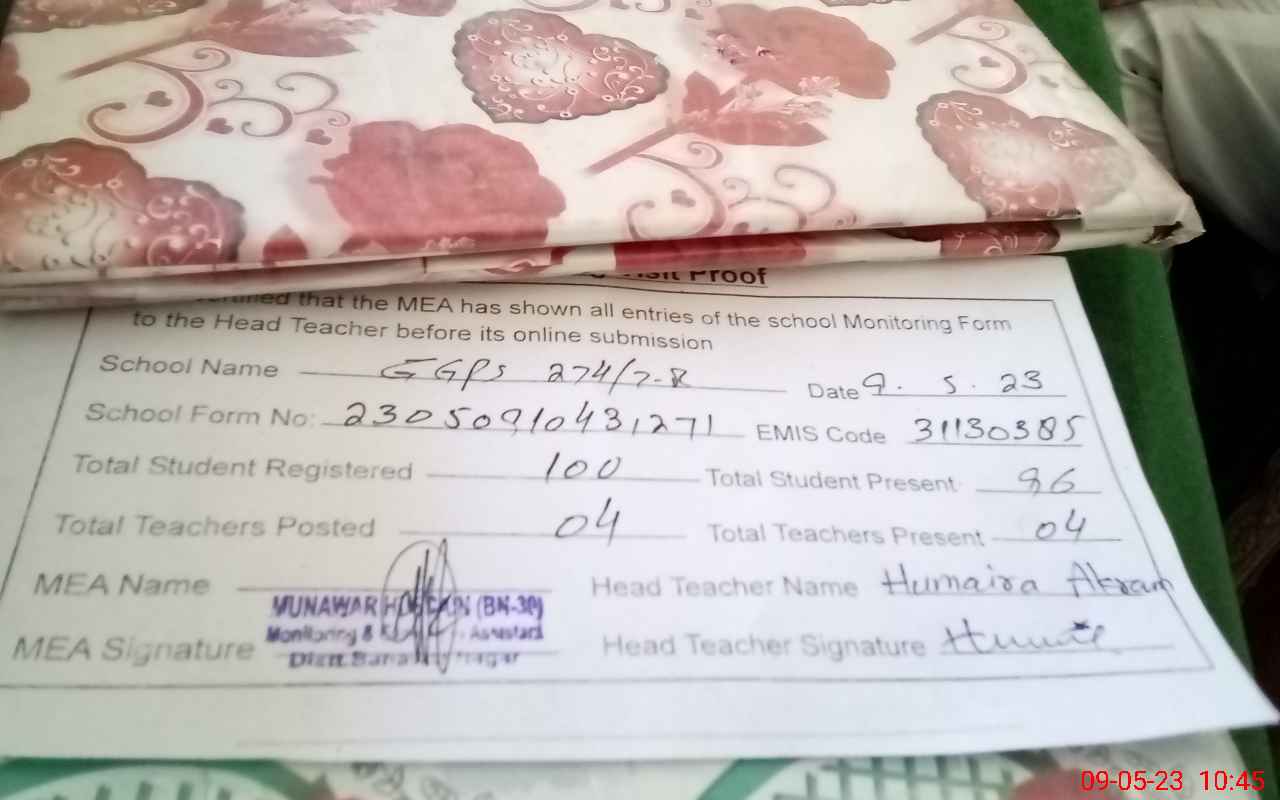 Visit Proof
certified that the MEA has shown all entries of the school Monitoring Form
to the Head Teacher before its online submission
School Name GGPS 274/7-R Date 9. 5. 23
School Form No: 23050910431271 EMIS Code 31130385
Total Student Registered 100 Total Student Present 96
Total Teachers Posted 04 Total Teachers Present 04
MEA Name Head Teacher Name Humaira Akram
MUNAWAR HUSSAIN (BN-30)
Monitoring & Assistant
MEA Signature Head Teacher Signature
Distt.
09-05-23 10:45